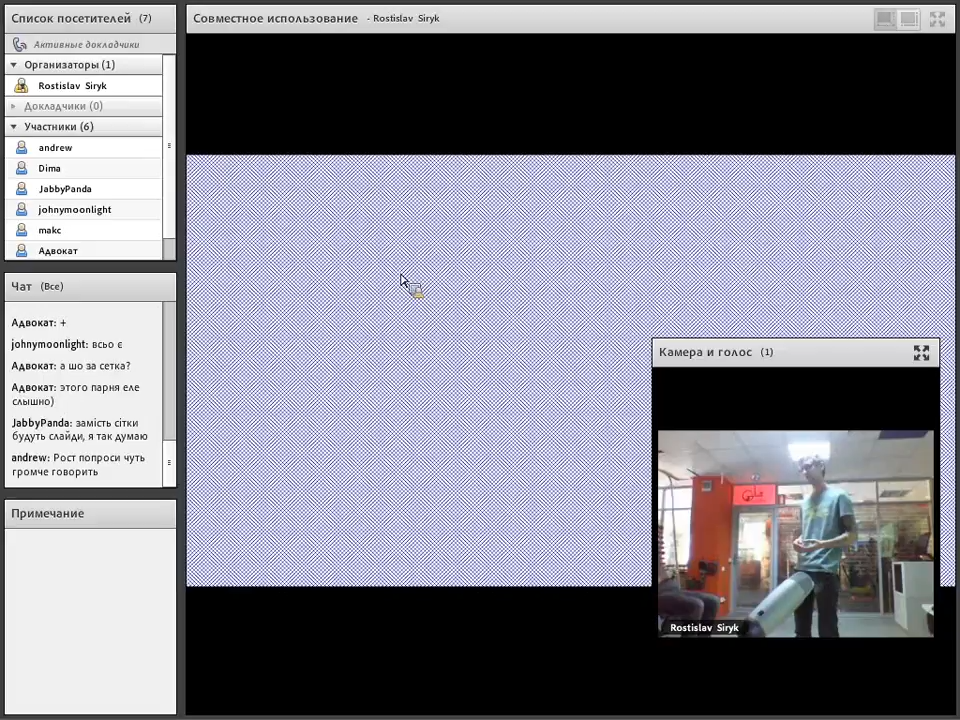 Список посетителей (7)
Активные докладчики
Организаторы (1)
Rostislav Siryk
Докладчики (0)
Участники (6)
andrew
Dima
JabbyPanda
johnymoonlight
макс
Адвокат
Чат (Все)
Адвокат: +
johnymoonlight: всьо є
Адвокат: а шо за сетка?
Адвокат: этого парня еле
слышно)
JabbyPanda: замість сітки
будуть слайди, я так думаю
andrew: Рост попроси чуть
громче говорить
Примечание
Совместное использование - Rostislav Siryk
Камера и голос (1)
Rostislav Siryk